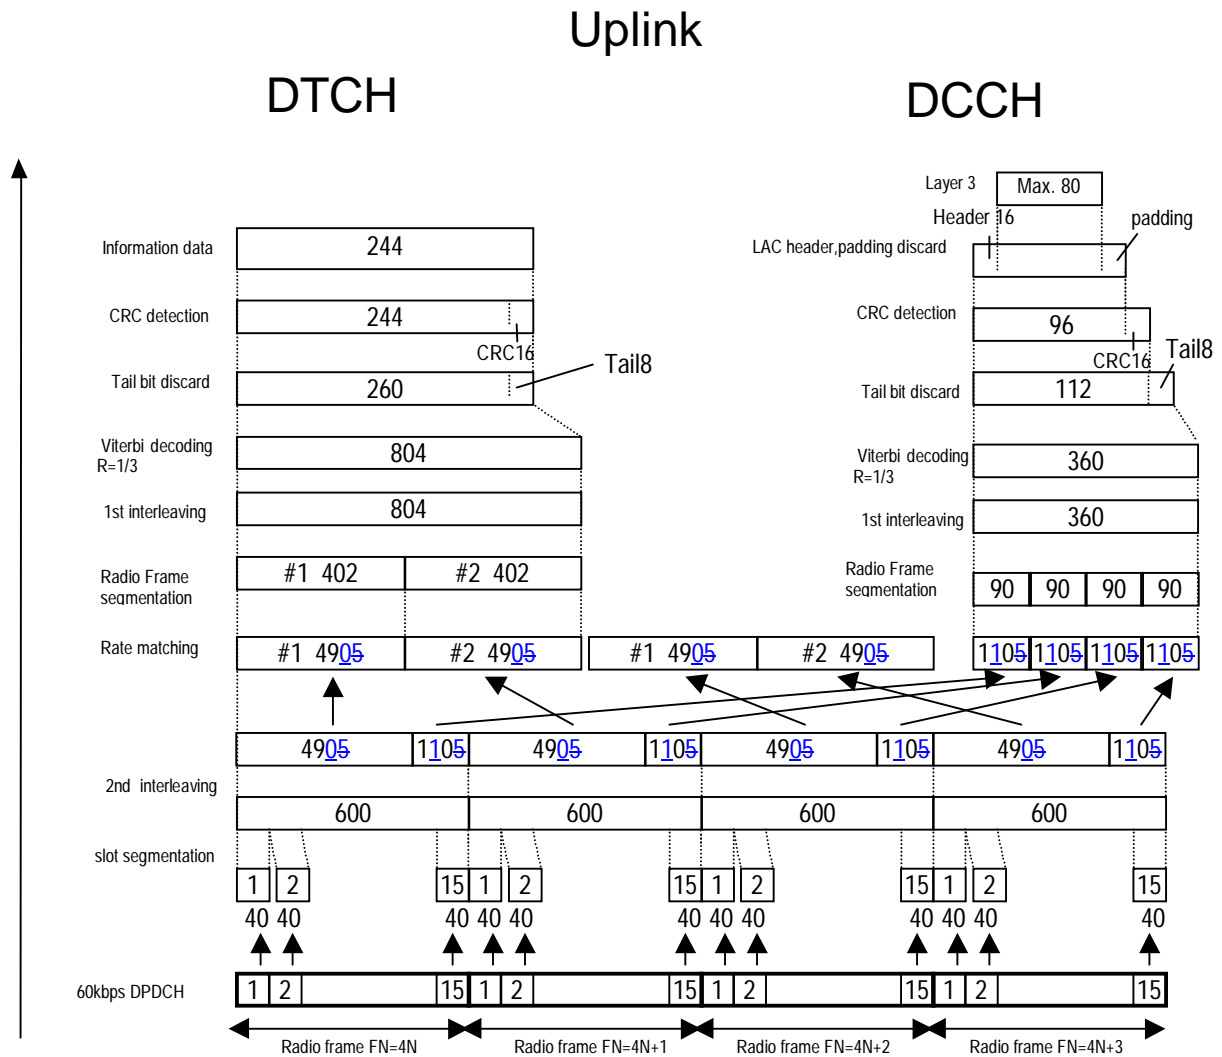 Uplink
DTCH
DCCH
Layer 3
Max. 80
Header 16
padding
Information data
244
LAC header,padding discard
CRC detection
244
CRC16
CRC detection
96
CRC16
Tail8
Tail8
Tail bit discard
260
Tail bit discard
112
Viterbi decoding
R=1/3
804
Viterbi decoding
R=1/3
360
1st interleaving
804
1st interleaving
360
Radio Frame
segmentation
#1 402
#2 402
Radio Frame
segmentation
90 90 90 90
Rate matching
#1 4905
#2 4905
#1 4905
#2 4905
1105 1105 1105 1105
4905 1105 4905 1105 4905 1105 4905 1105
2nd interleaving
600 600 600 600
slot segmentation
1 2 15 1 2 15 1 2 15 1 2 15
40 40 40 40 40 40 40 40 40 40 40 40
60kbps DPDCH
1 2 15 1 2 15 1 2 15 1 2 15
Radio frame FN=4N
Radio frame FN=4N+1
Radio frame FN=4N+2
Radio frame FN=4N+3